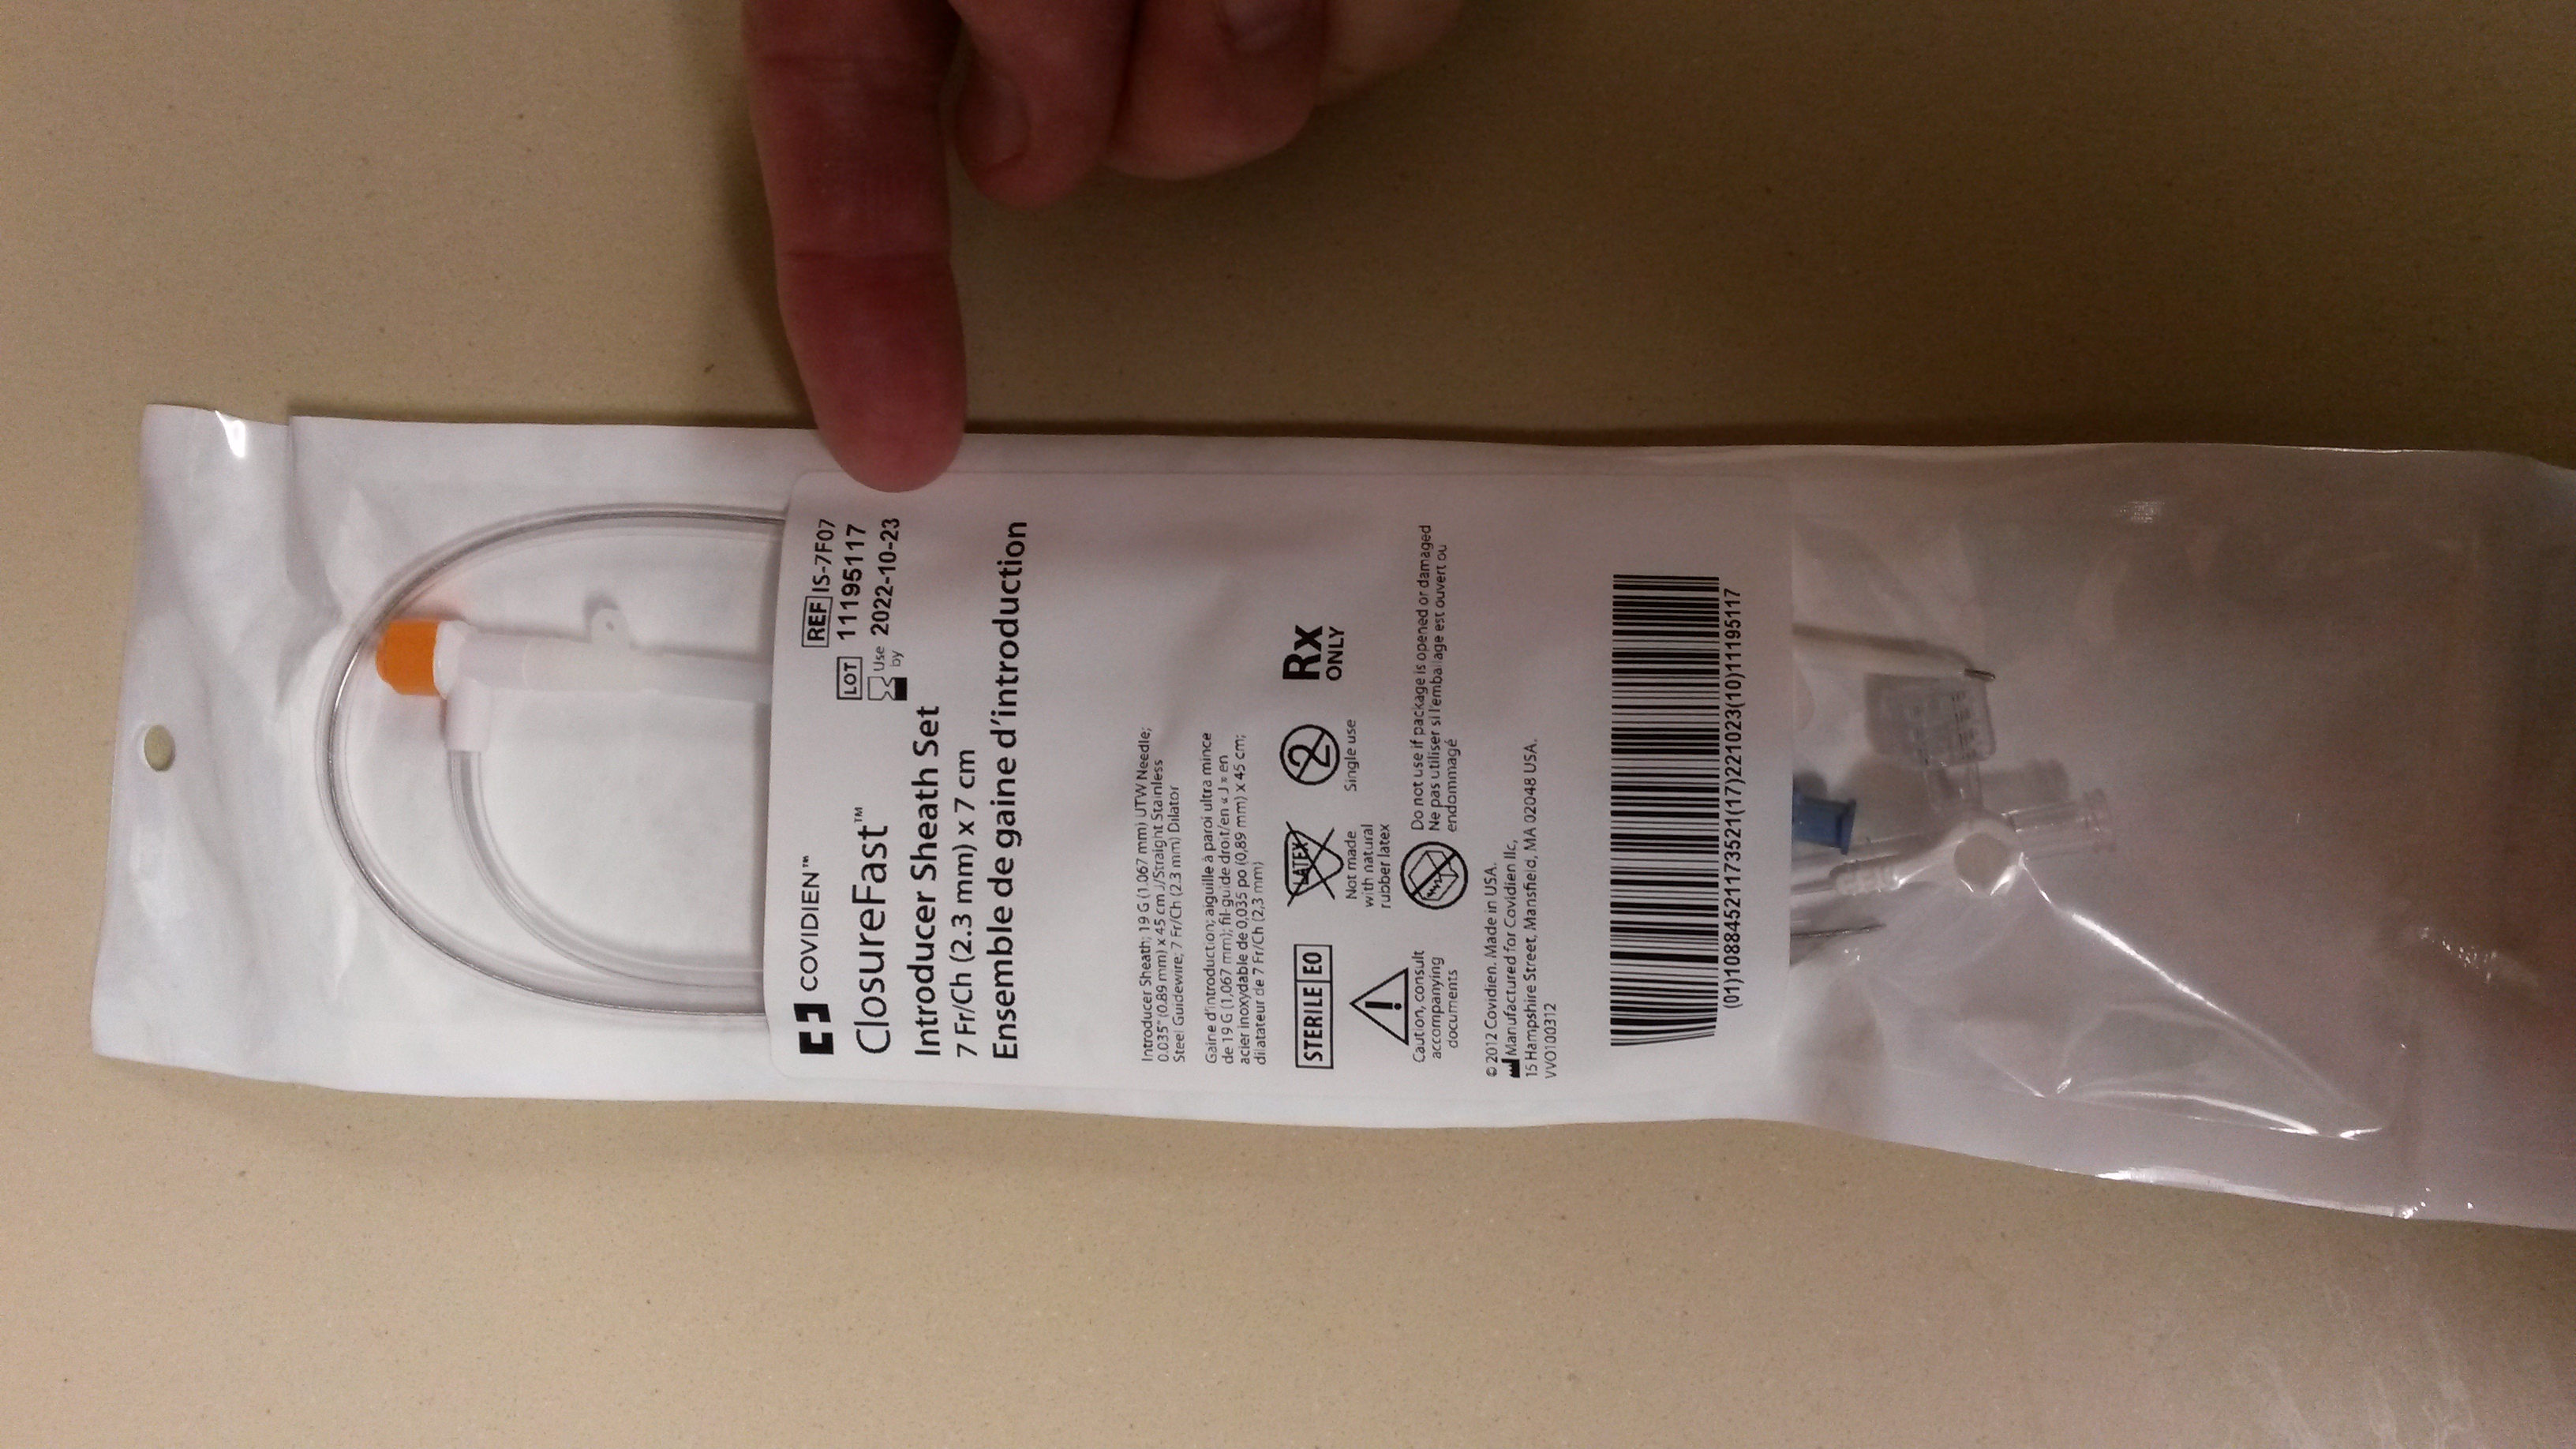 COVIDIEN™
REF IS-7F07
LOT 11195117
Use by 2022-10-23
ClosureFast™
Introducer Sheath Set
7 Fr/Ch (2.3 mm) x 7 cm
Ensemble de gaine d'introduction
Introducer Sheath; 19 G (1.067 mm) UTW Needle;
0.035" (0.89 mm) x 45 cm J/Straight Stainless
Steel Guidewire; 7 Fr/Ch (2.3 mm) Dilator
Gaine d'introduction; aiguille à paroi ultra mince
de 19 G (1,067 mm); fil-guide droit/en « J » en
acier inoxydable de 0,035 po (0,89 mm) x 45 cm;
dilatateur de 7 Fr/Ch (2,3 mm)
STERILE EO
LATEX
Not made
with natural
rubber latex
2
Single use
Rx
ONLY
!
Caution, consult
accompanying
documents
Do not use if package is opened or damaged
Ne pas utiliser si l'emballage est ouvert ou
endommagé
© 2012 Covidien. Made in USA.
Manufactured for Covidien llc,
15 Hampshire Street, Mansfield, MA 02048 USA.
VVO100312
(01)10884521173521(17)221023(10)11195117